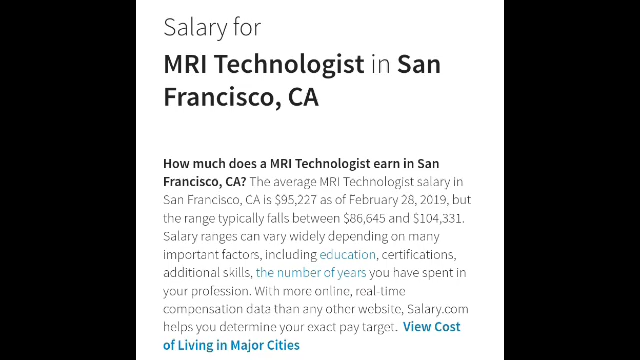 Salary for
MRI Technologist in San
Francisco, CA
How much does a MRI Technologist earn in San
Francisco, CA? The average MRI Technologist salary in
San Francisco, CA is $95,227 as of February 28, 2019, but
the range typically falls between $86,645 and $104,331.
Salary ranges can vary widely depending on many
important factors, including education, certifications,
additional skills, the number of years you have spent in
your profession. With more online, real-time
compensation data than any other website, Salary.com
helps you determine your exact pay target. View Cost
of Living in Major Cities